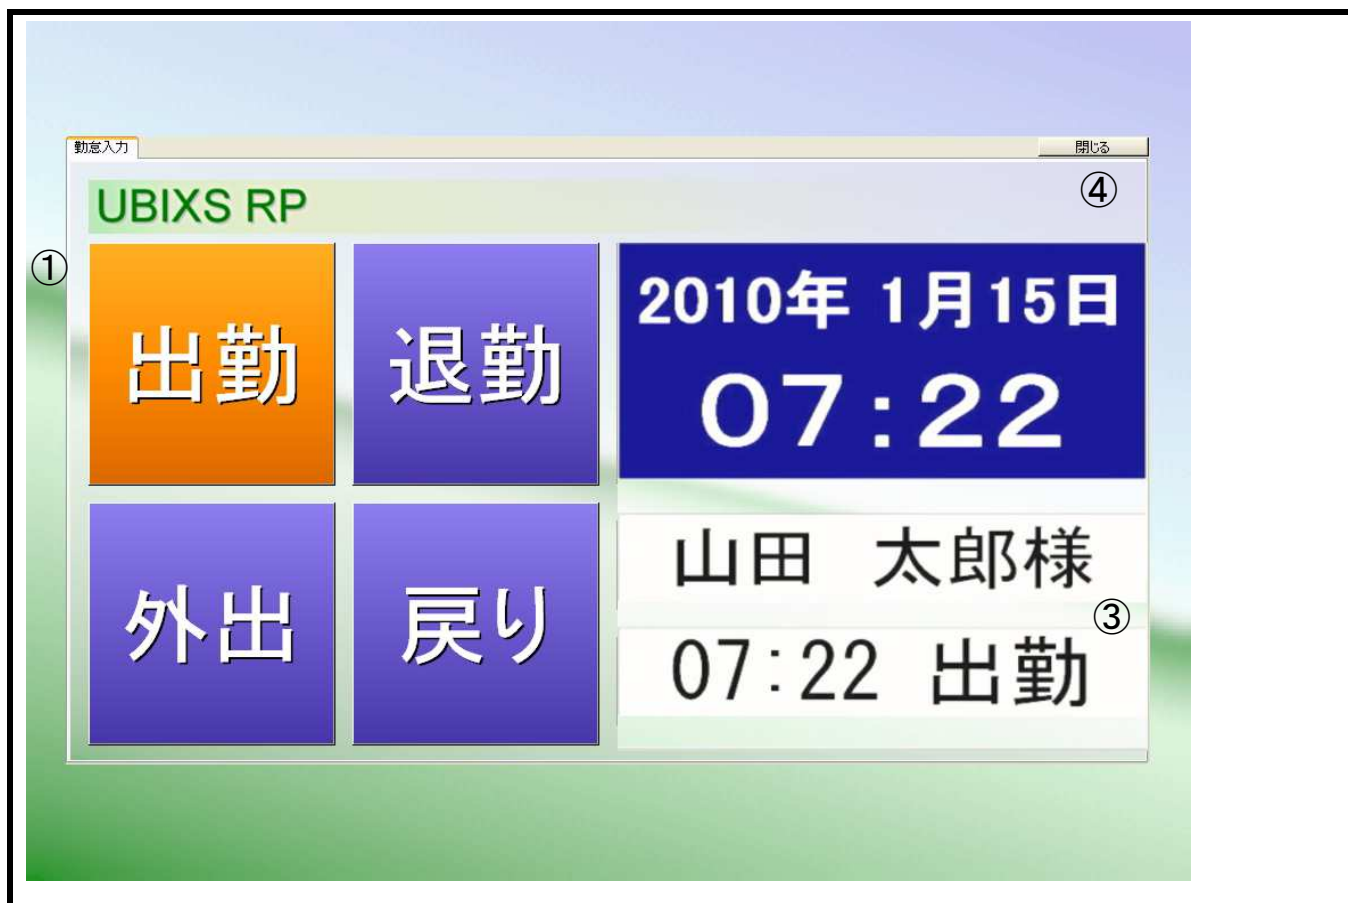 勤怠入力 閉じる
UBIXS RP ④
①
出勤 退勤
2010年 1月15日
07:22
外出 戻り
山田 太郎様
③
07:22 出勤